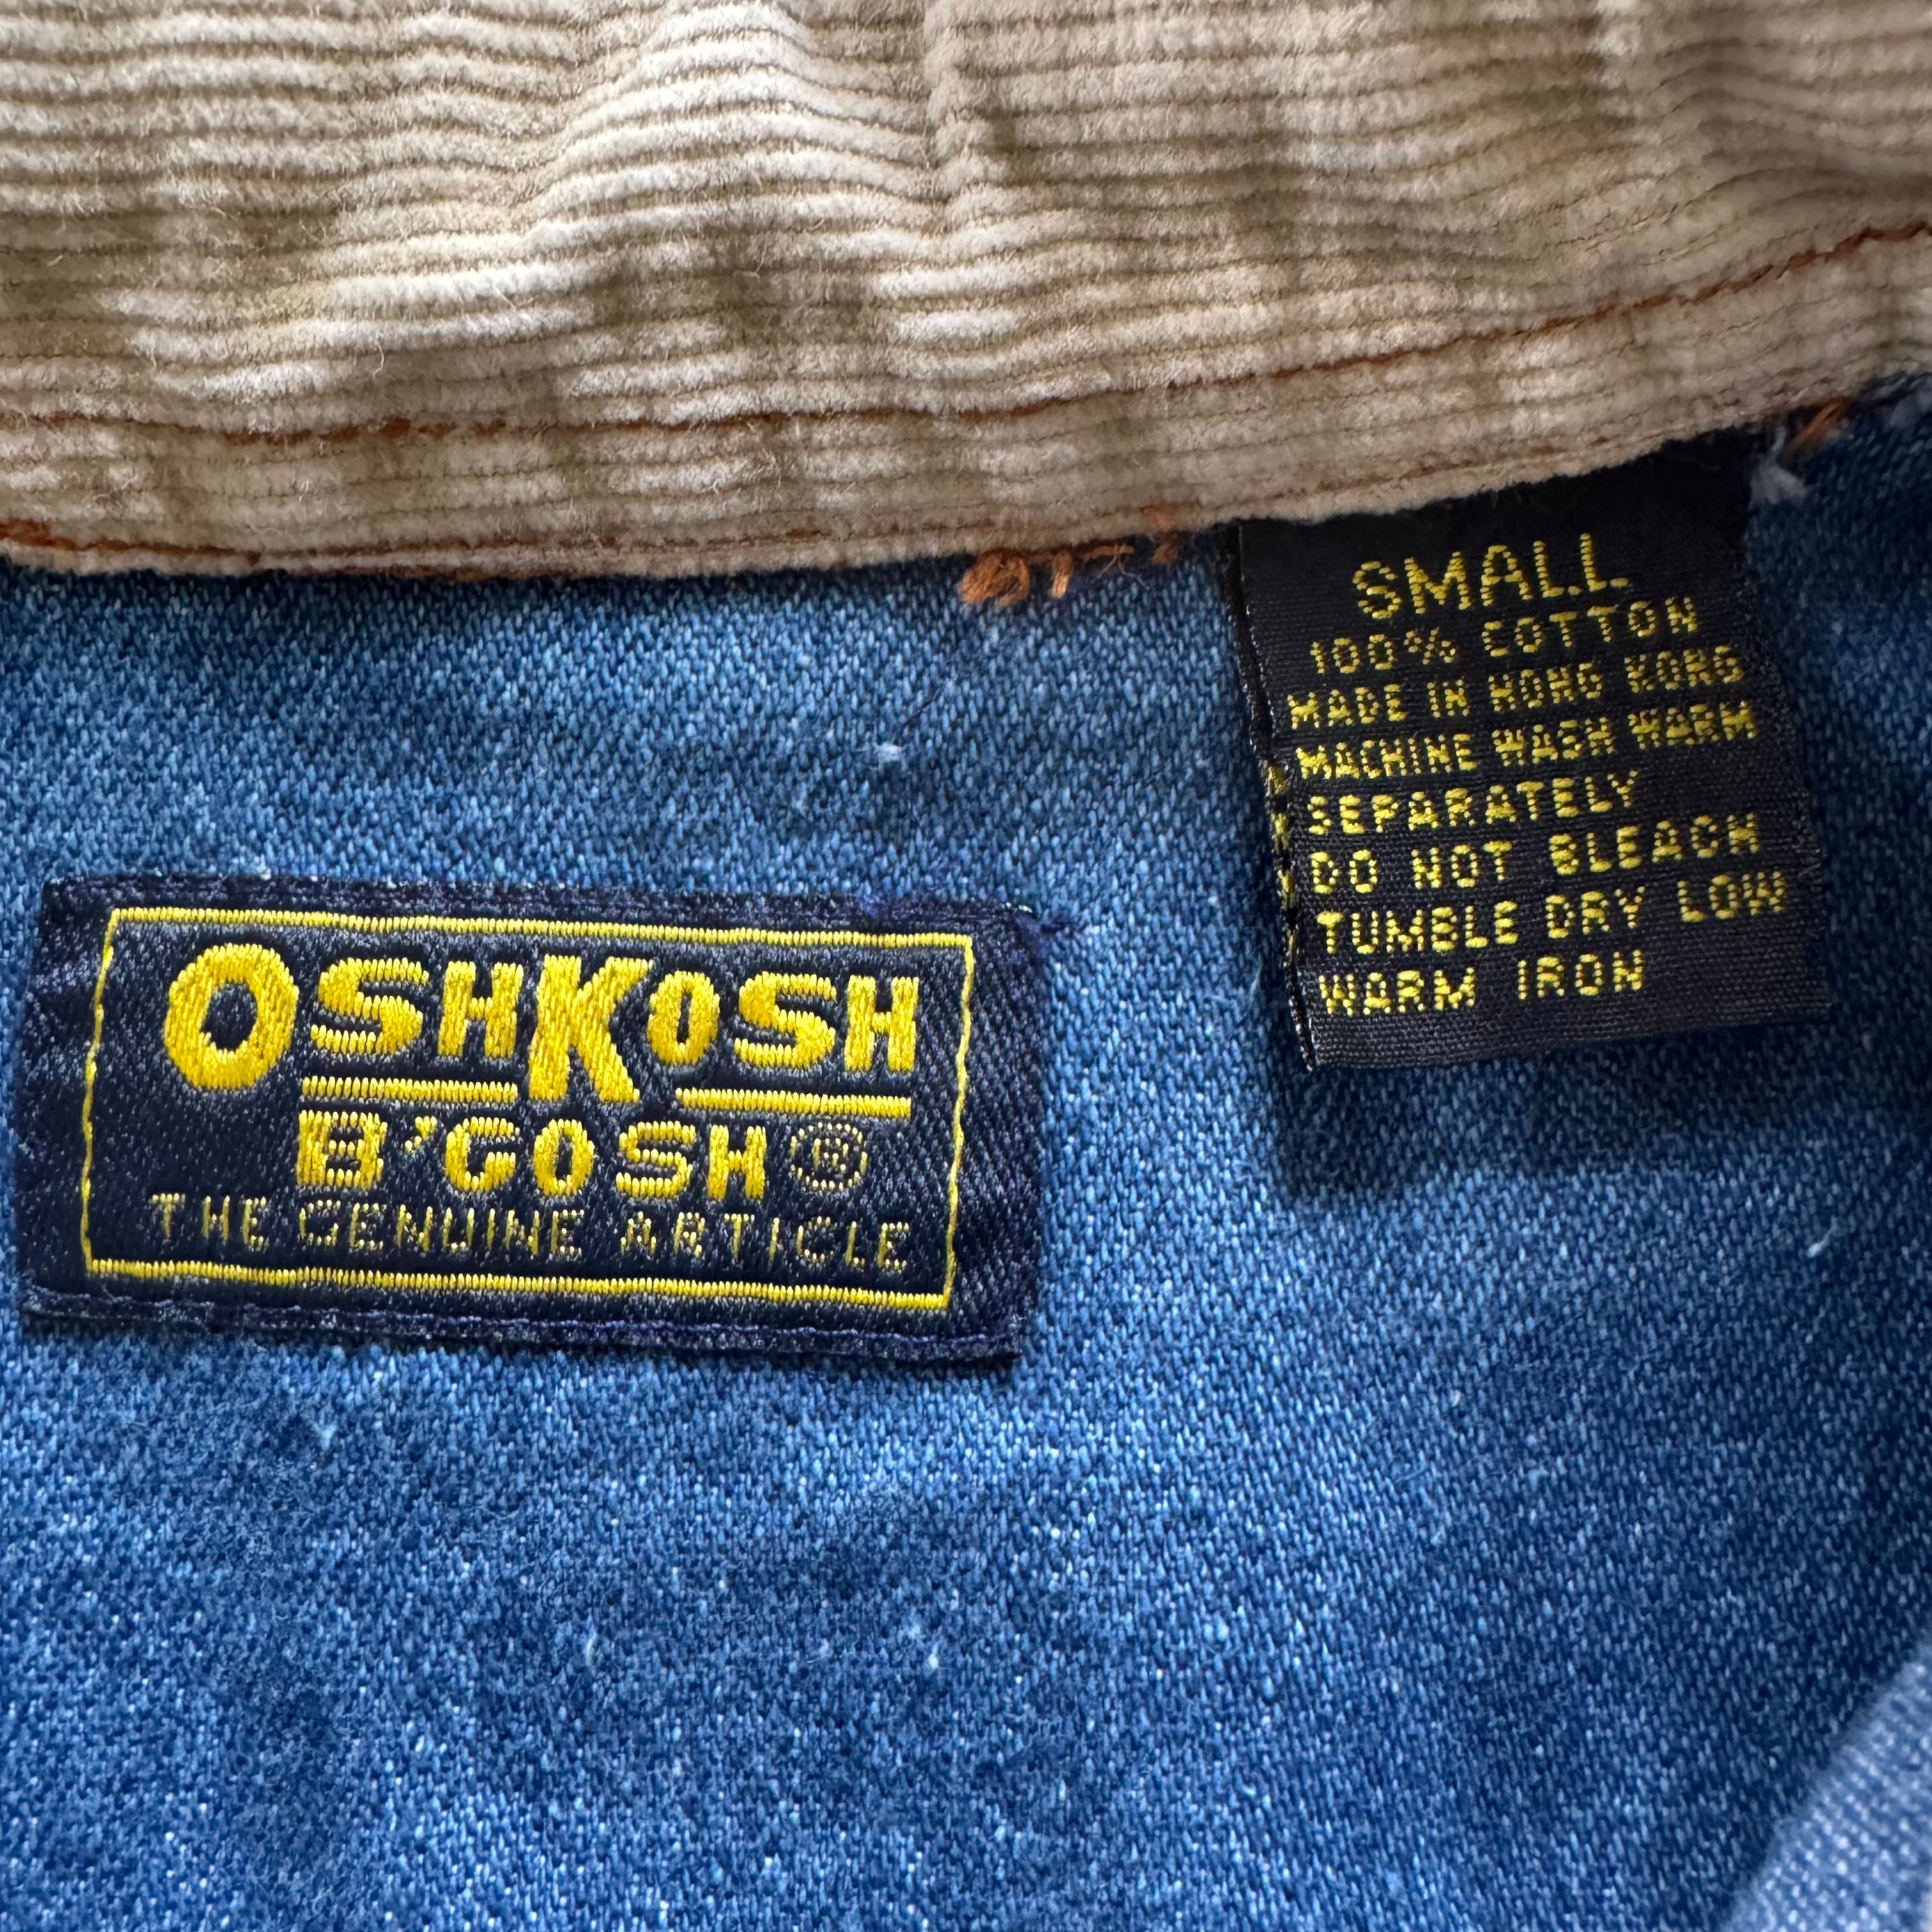 OSHKOSH
B'GOSH ®
THE GENUINE ARTICLE
SMALL
100% COTTON
MADE IN HONG KONG
MACHINE WASH WARM
SEPARATELY
DO NOT BLEACH
TUMBLE DRY LOW
WARM IRON